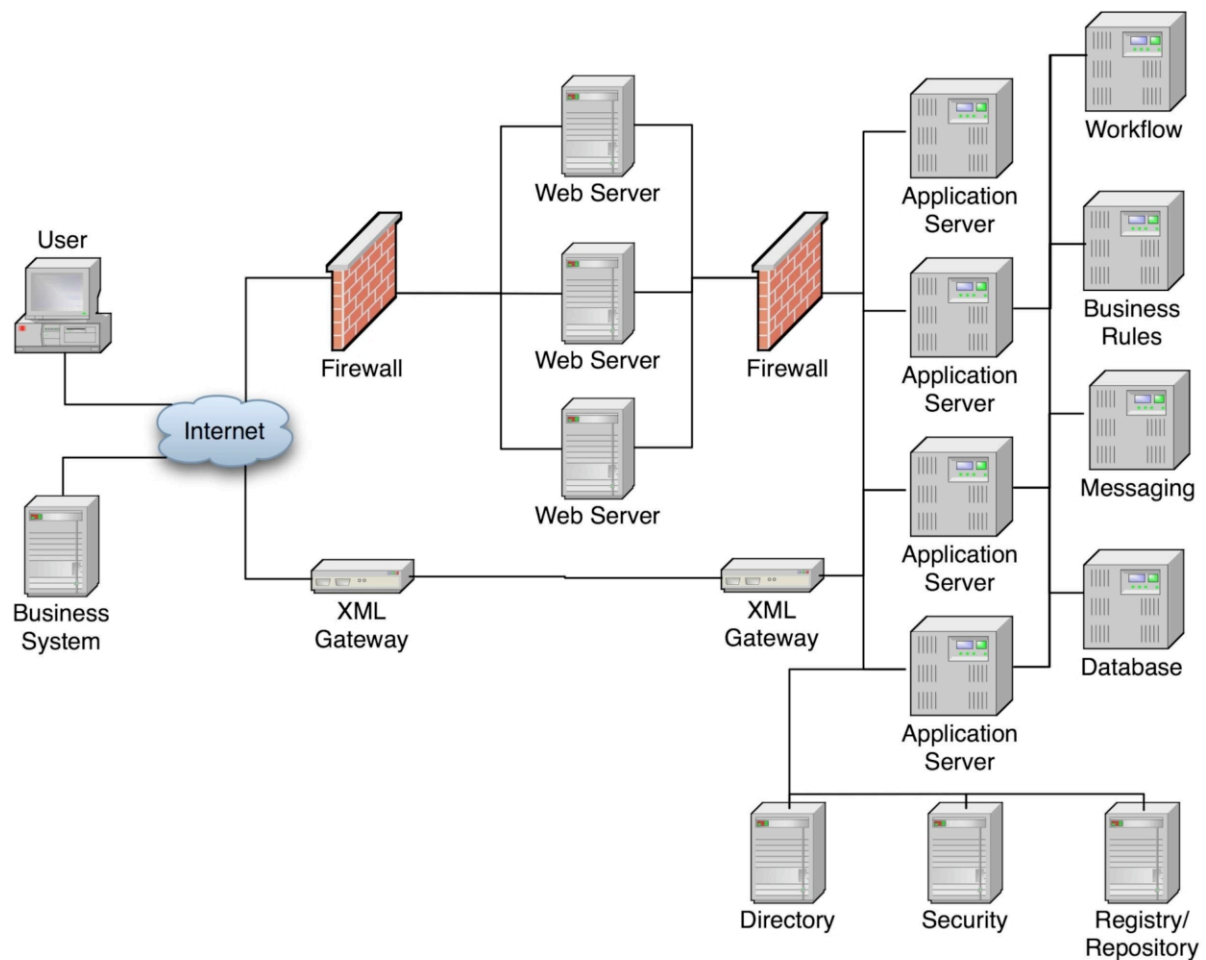 User
Internet
Business
System
Firewall
XML
Gateway
Web Server
Web Server
Web Server
Firewall
XML
Gateway
Application
Server
Application
Server
Application
Server
Application
Server
Workflow
Business
Rules
Messaging
Database
Directory
Security
Registry/
Repository